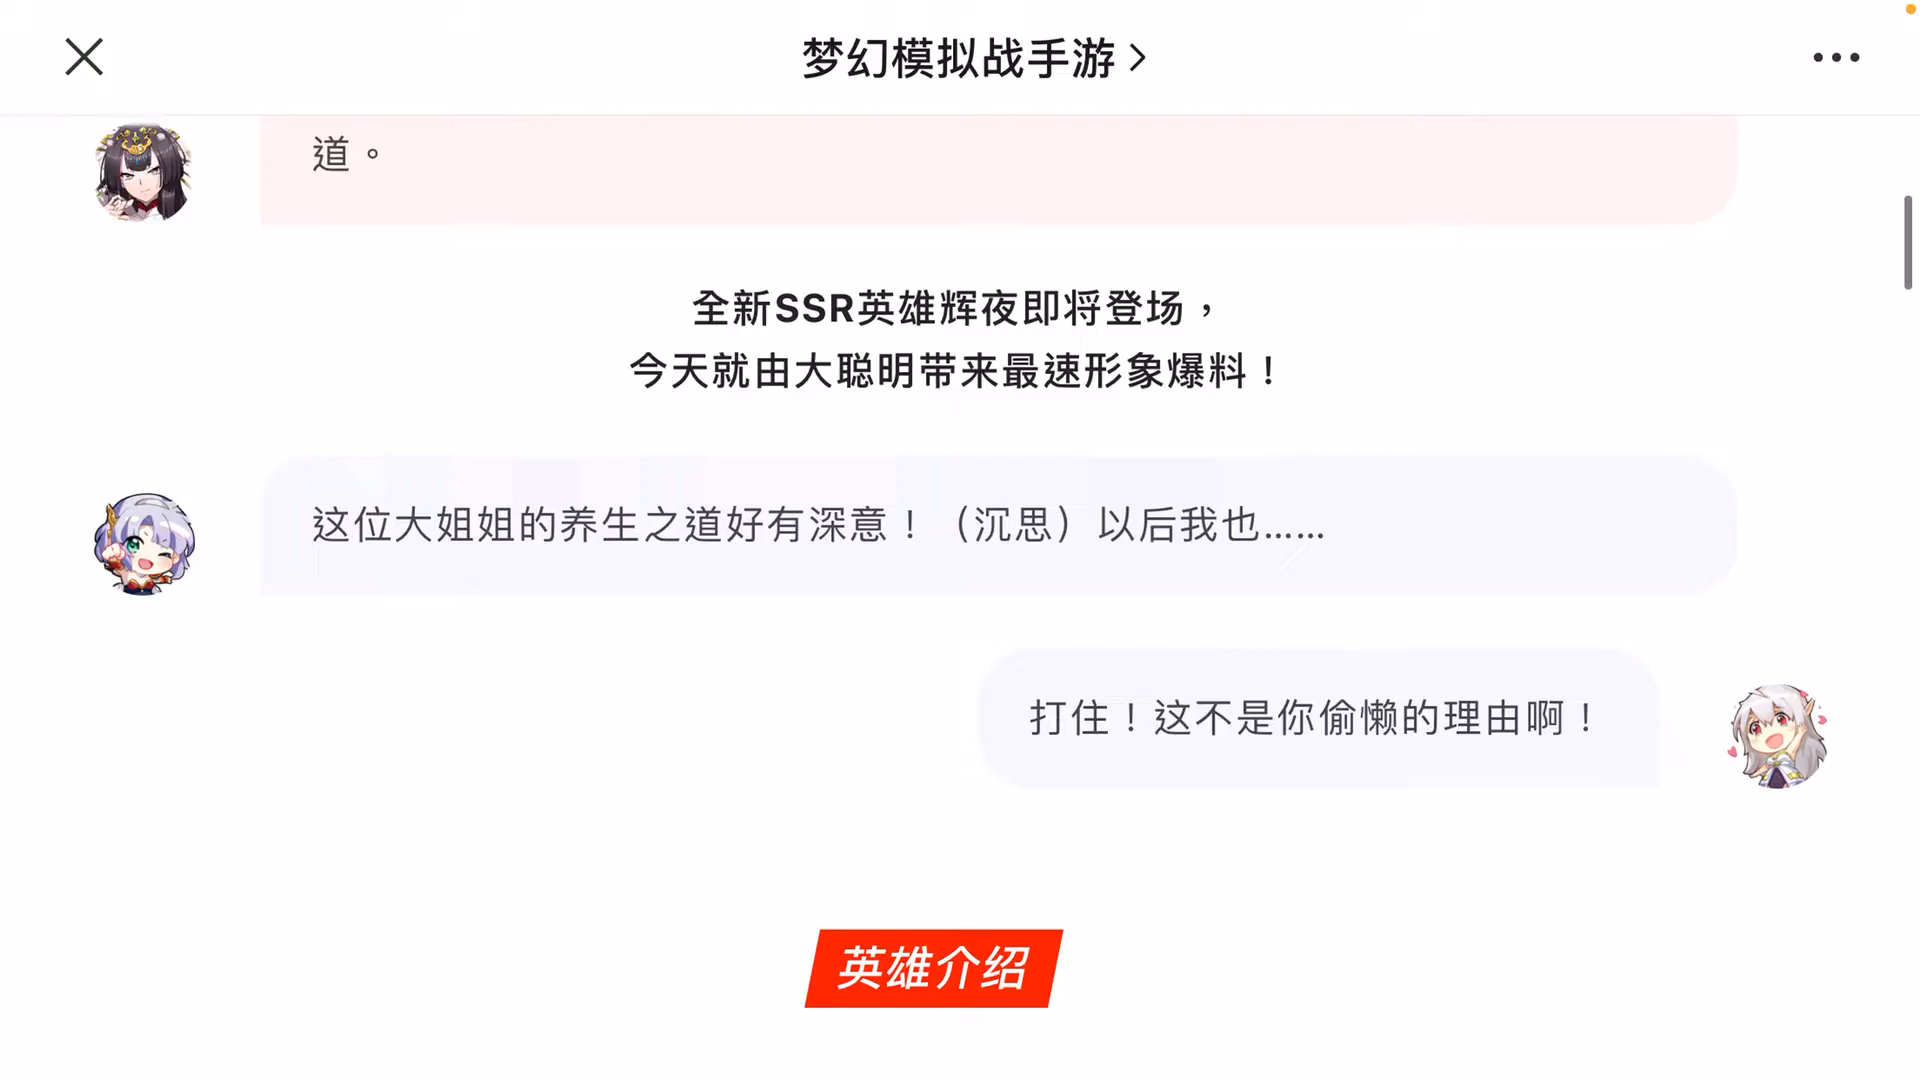 梦幻模拟战手游
道。
全新SSR英雄辉夜即将登场，
今天就由大聪明带来最速形象爆料！
这位大姐姐的养生之道好有深意！（沉思）以后我也……
打住！这不是你偷懒的理由啊！
英雄介绍